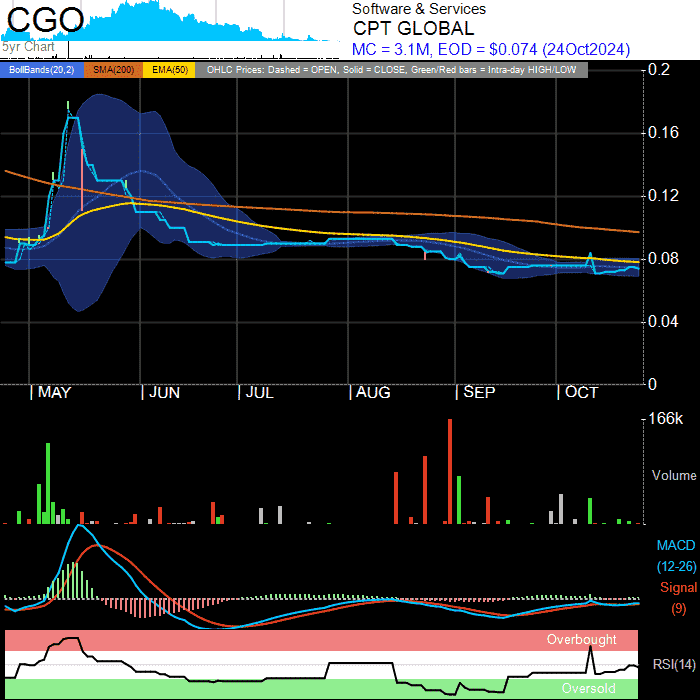 CGO
5yr Chart
Software & Services
CPT GLOBAL
MC = 3.1M, EOD = $0.074 (24Oct2024)
BollBands(20,2) SMA(200) EMA(50) OHLC Prices: Dashed = OPEN, Solid = CLOSE, Green/Red bars = Intra-day HIGH/LOW
0.2
0.16
0.12
0.08
0.04
0
MAY JUN JUL AUG SEP OCT
166k
Volume
MACD
(12-26)
Signal
(9)
Overbought
RSI(14)
Oversold